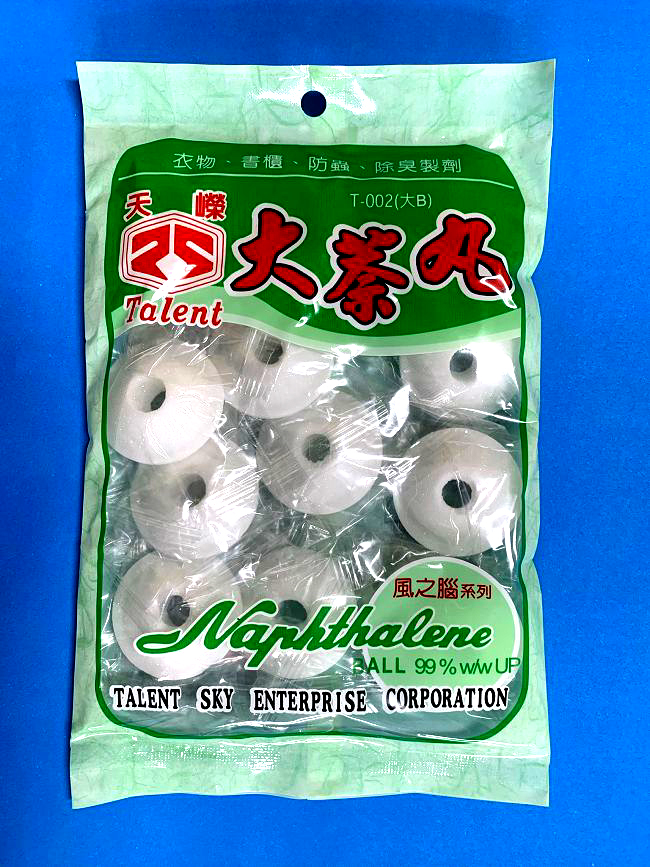 衣物、書櫃、防蟲、除臭製劑
T-002(大B)
天嶸
Talent
大萘丸
風之腦系列
Naphthalene
BALL 99%w/wUP
TALENT SKY ENTERPRISE CORPORATION